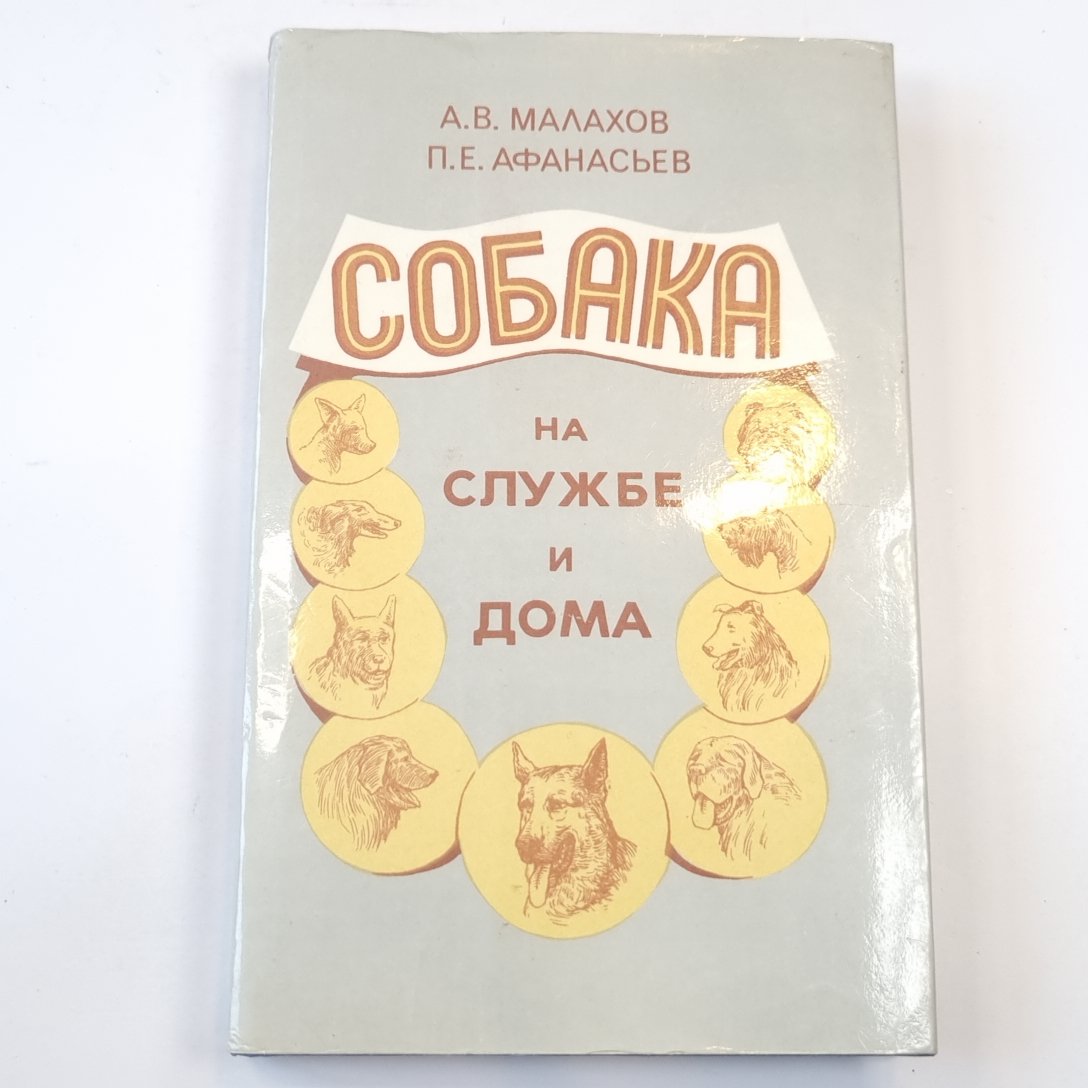 А.В. МАЛАХОВ
П.Е. АФАНАСЬЕВ
СОБАКА
НА
СЛУЖБЕ
И
ДОМА